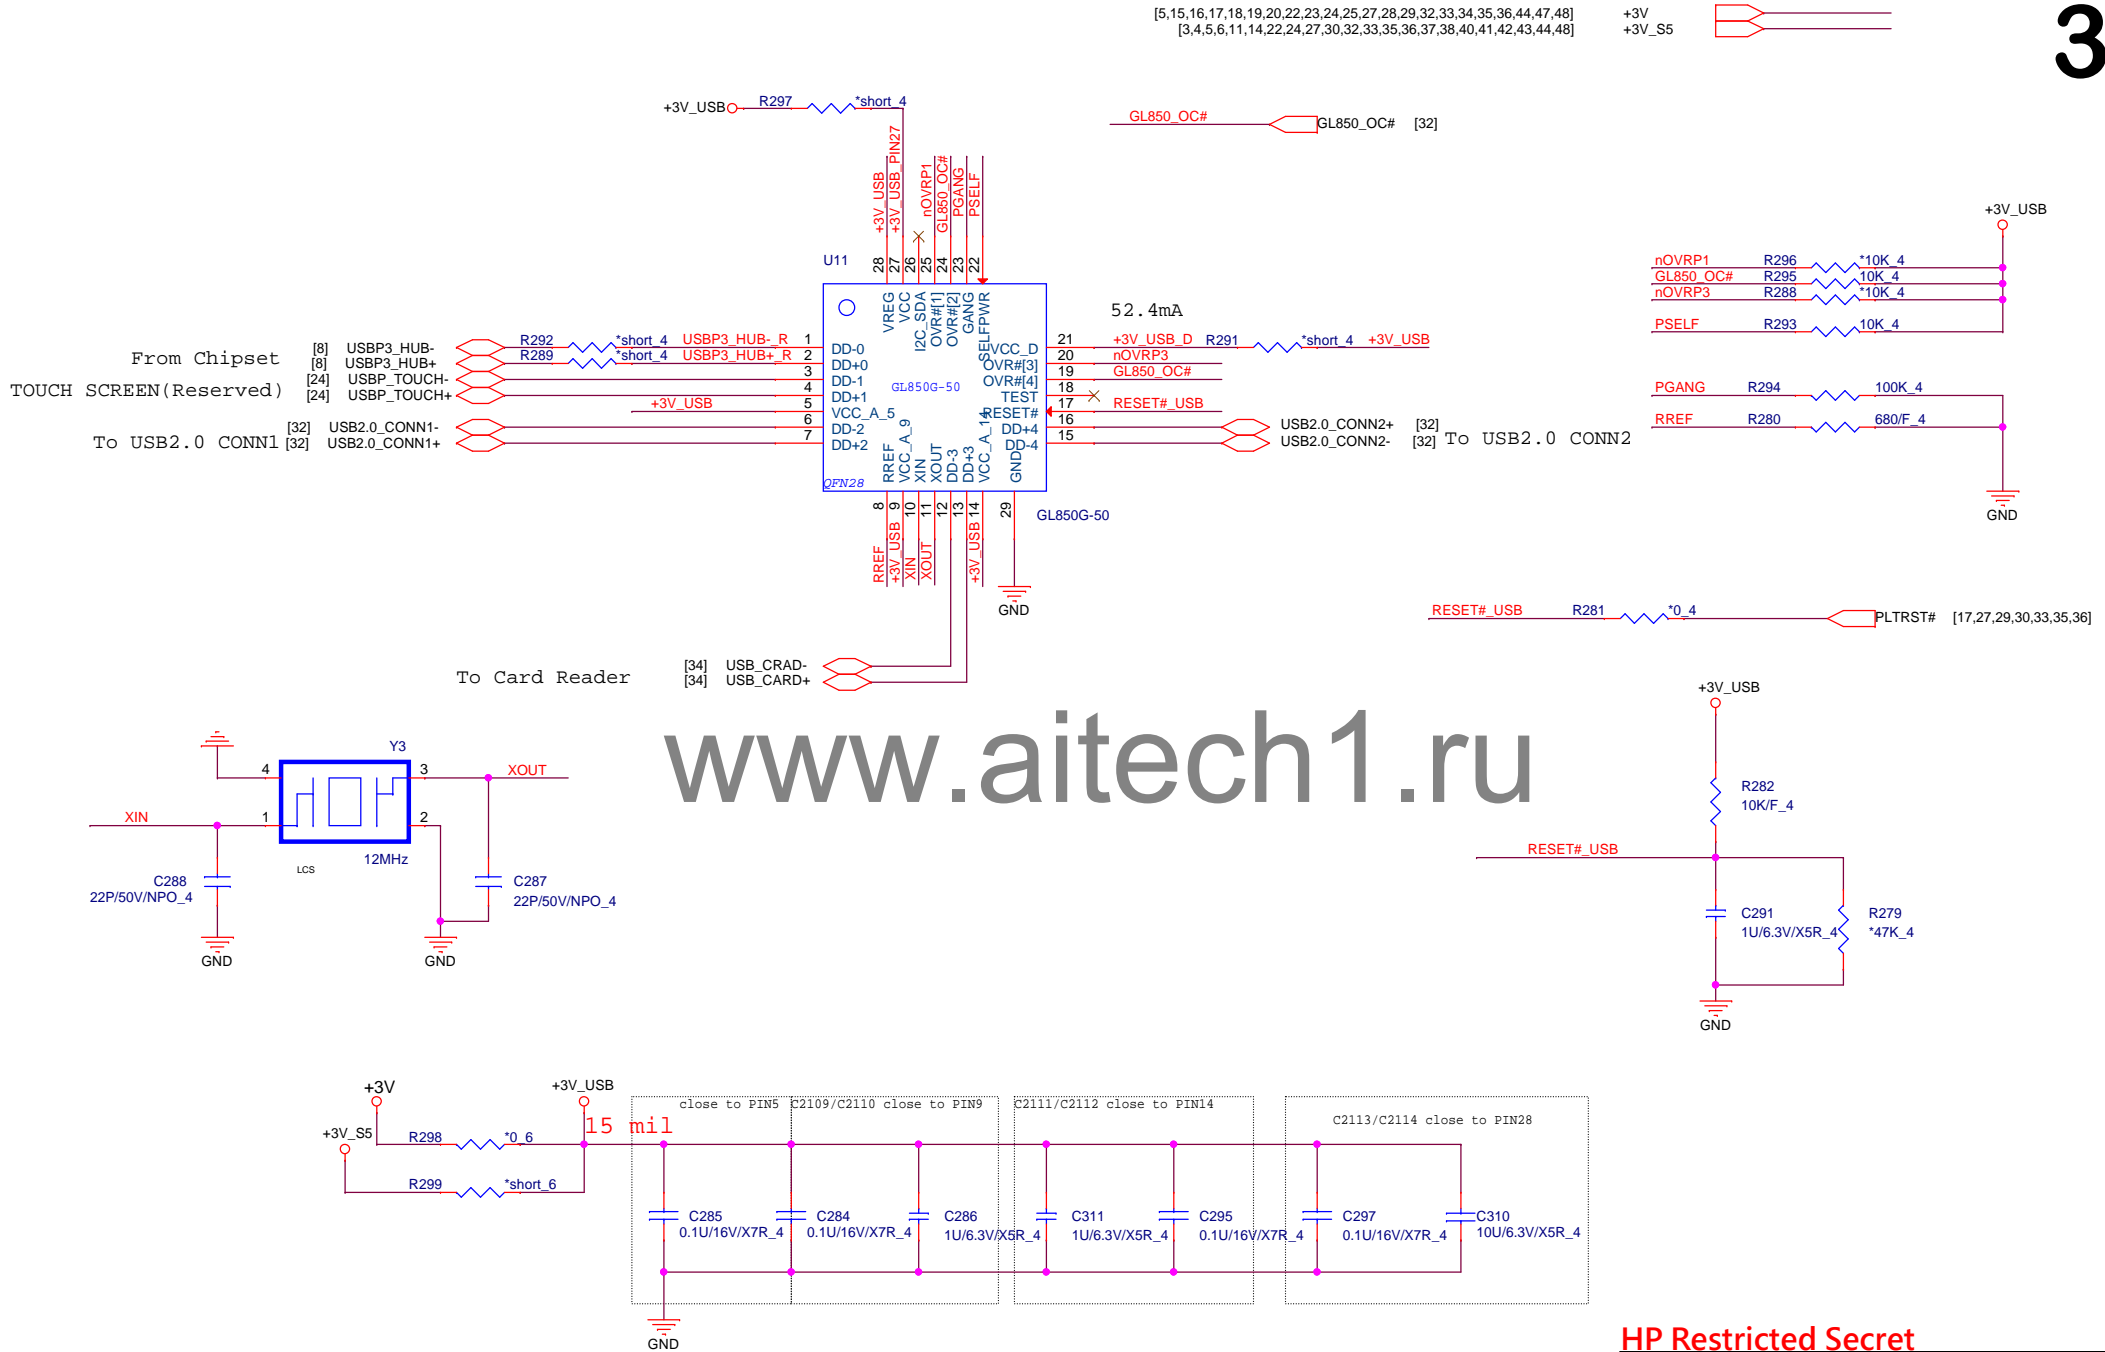 [5,15,16,17,18,19,20,22,23,24,25,27,28,29,32,33,34,35,36,44,47,48] +3V
[3,4,5,6,11,14,22,24,27,30,32,33,35,36,37,38,40,41,42,43,44,48] +3V_S5
3
+3V_USB R297 *short_4
GL850_OC# GL850_OC# [32]
+3V_USB
+3V_USB_PIN27
nOVRP1
GL850_OC#
PGANG
PSELF
U11
28 27 26 25 24 23 22
VREG
VCC
I2C_SDA
OVR#[1]
OVR#[2]
GANG
SELFPWR
52.4mA
From Chipset
[8] USBP3_HUB- R292 *short_4 USBP3_HUB-_R 1 DD-0
[8] USBP3_HUB+ R289 *short_4 USBP3_HUB+_R 2 DD+0
TOUCH SCREEN(Reserved)
[24] USBP_TOUCH- 3 DD-1
[24] USBP_TOUCH+ 4 DD+1
+3V_USB 5 VCC_A_5
To USB2.0 CONN1
[32] USB2.0_CONN1- 6 DD-2
[32] USB2.0_CONN1+ 7 DD+2
GL850G-50
VCC_D 21 +3V_USB_D R291 *short_4 +3V_USB
OVR#[3] 20 nOVRP3
OVR#[4] 19 GL850_OC#
TEST 18
RESET# 17 RESET#_USB
DD+4 16 USB2.0_CONN2+ [32]
DD-4 15 USB2.0_CONN2- [32] To USB2.0 CONN2
QFN28
RREF
VCC_A_9
XIN
XOUT
DD-3
DD+3
VCC_A_14
GND
8 9 10 11 12 13 14 29
GL850G-50
RREF
+3V_USB
XIN
XOUT
+3V_USB
GND
To Card Reader
[34] USB_CRAD-
[34] USB_CARD+
+3V_USB
nOVRP1 R296 *10K_4
GL850_OC# R295 10K_4
nOVRP3 R288 *10K_4
PSELF R293 10K_4
PGANG R294 100K_4
RREF R280 680/F_4
GND
RESET#_USB R281 *0_4 PLTRST# [17,27,29,30,33,35,36]
www.aitech1.ru
Y3
4 3 XOUT
XIN 1 2
12MHz
LCS
C288
22P/50V/NPO_4
C287
22P/50V/NPO_4
GND
GND
+3V_USB
R282
10K/F_4
RESET#_USB
C291
1U/6.3V/X5R_4
R279
*47K_4
GND
+3V
+3V_USB
+3V_S5
R298 *0_6
R299 *short_6
15 mil
close to PIN5
C2109/C2110 close to PIN9
C2111/C2112 close to PIN14
C2113/C2114 close to PIN28
C285
0.1U/16V/X7R_4
C284
0.1U/16V/X7R_4
C286
1U/6.3V/X5R_4
C311
1U/6.3V/X5R_4
C295
0.1U/16V/X7R_4
C297
0.1U/16V/X7R_4
C310
10U/6.3V/X5R_4
GND
HP Restricted Secret